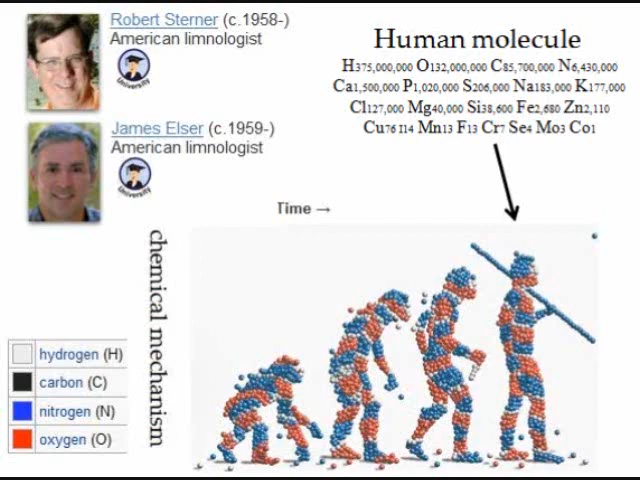 Robert Sterner (c.1958-)
American limnologist
University
James Elser (c.1959-)
American limnologist
University
Human molecule
H375,000,000 O132,000,000 C85,700,000 N6,430,000
Ca1,500,000 P1,020,000 S206,000 Na183,000 K177,000
Cl127,000 Mg40,000 Si38,600 Fe2,680 Zn2,110
Cu76 I14 Mn13 F13 Cr7 Se4 Mo3 Co1
Time →
chemical mechanism
hydrogen (H)
carbon (C)
nitrogen (N)
oxygen (O)